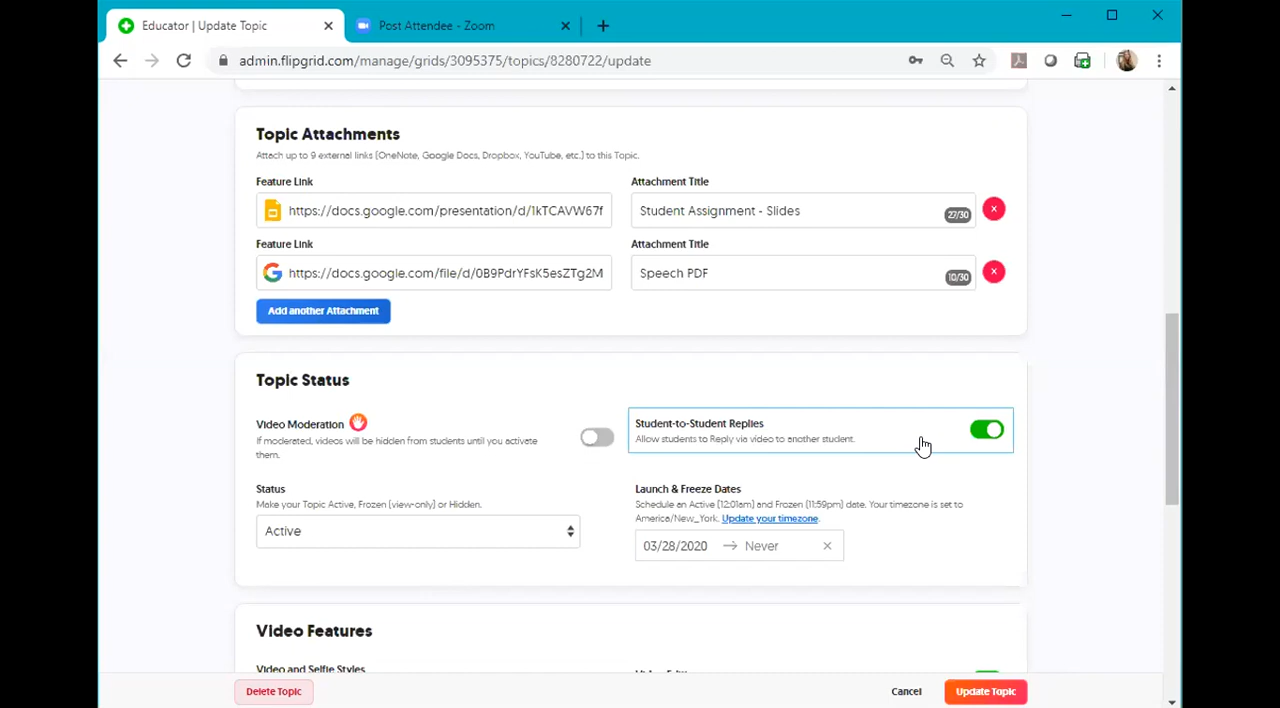 Educator | Update Topic
Post Attendee - Zoom
admin.flipgrid.com/manage/grids/3095375/topics/8280722/update
Topic Attachments
Attach up to 9 external links (OneNote, Google Docs, Dropbox, YouTube, etc.) to this Topic.
Feature Link
Attachment Title
https://docs.google.com/presentation/d/1kTCAVW67f
Student Assignment - Slides
27/30
Feature Link
Attachment Title
https://docs.google.com/file/d/0B9PdrYFsK5esZTg2M
Speech PDF
10/30
Add another Attachment
Topic Status
Video Moderation
If moderated, videos will be hidden from students until you activate
them.
Student-to-Student Replies
Allow students to Reply via video to another student.
Status
Make your Topic Active, Frozen (view-only) or Hidden.
Active
Launch & Freeze Dates
Schedule an Active (12:01am) and Frozen (11:59pm) date. Your timezone is set to
America/New_York. Update your timezone.
03/28/2020 → Never
Video Features
Video and Selfie Styles
Delete Topic
Cancel
Update Topic